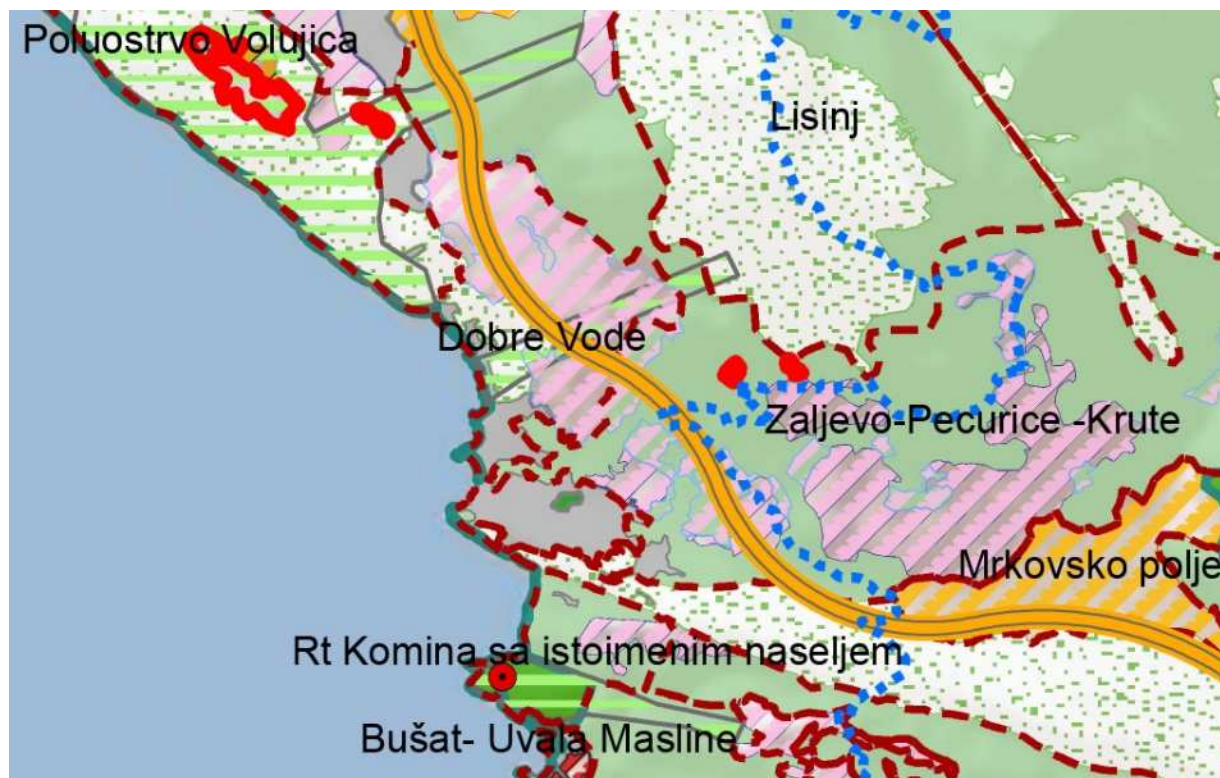 Poluostrvo Volujica
Lisinj
Dobre Vode
Zaljevo-Pecurice -Krute
Mrkovsko polje
Rt Komina sa istoimenim naseljem
Bušat- Uvala Masline